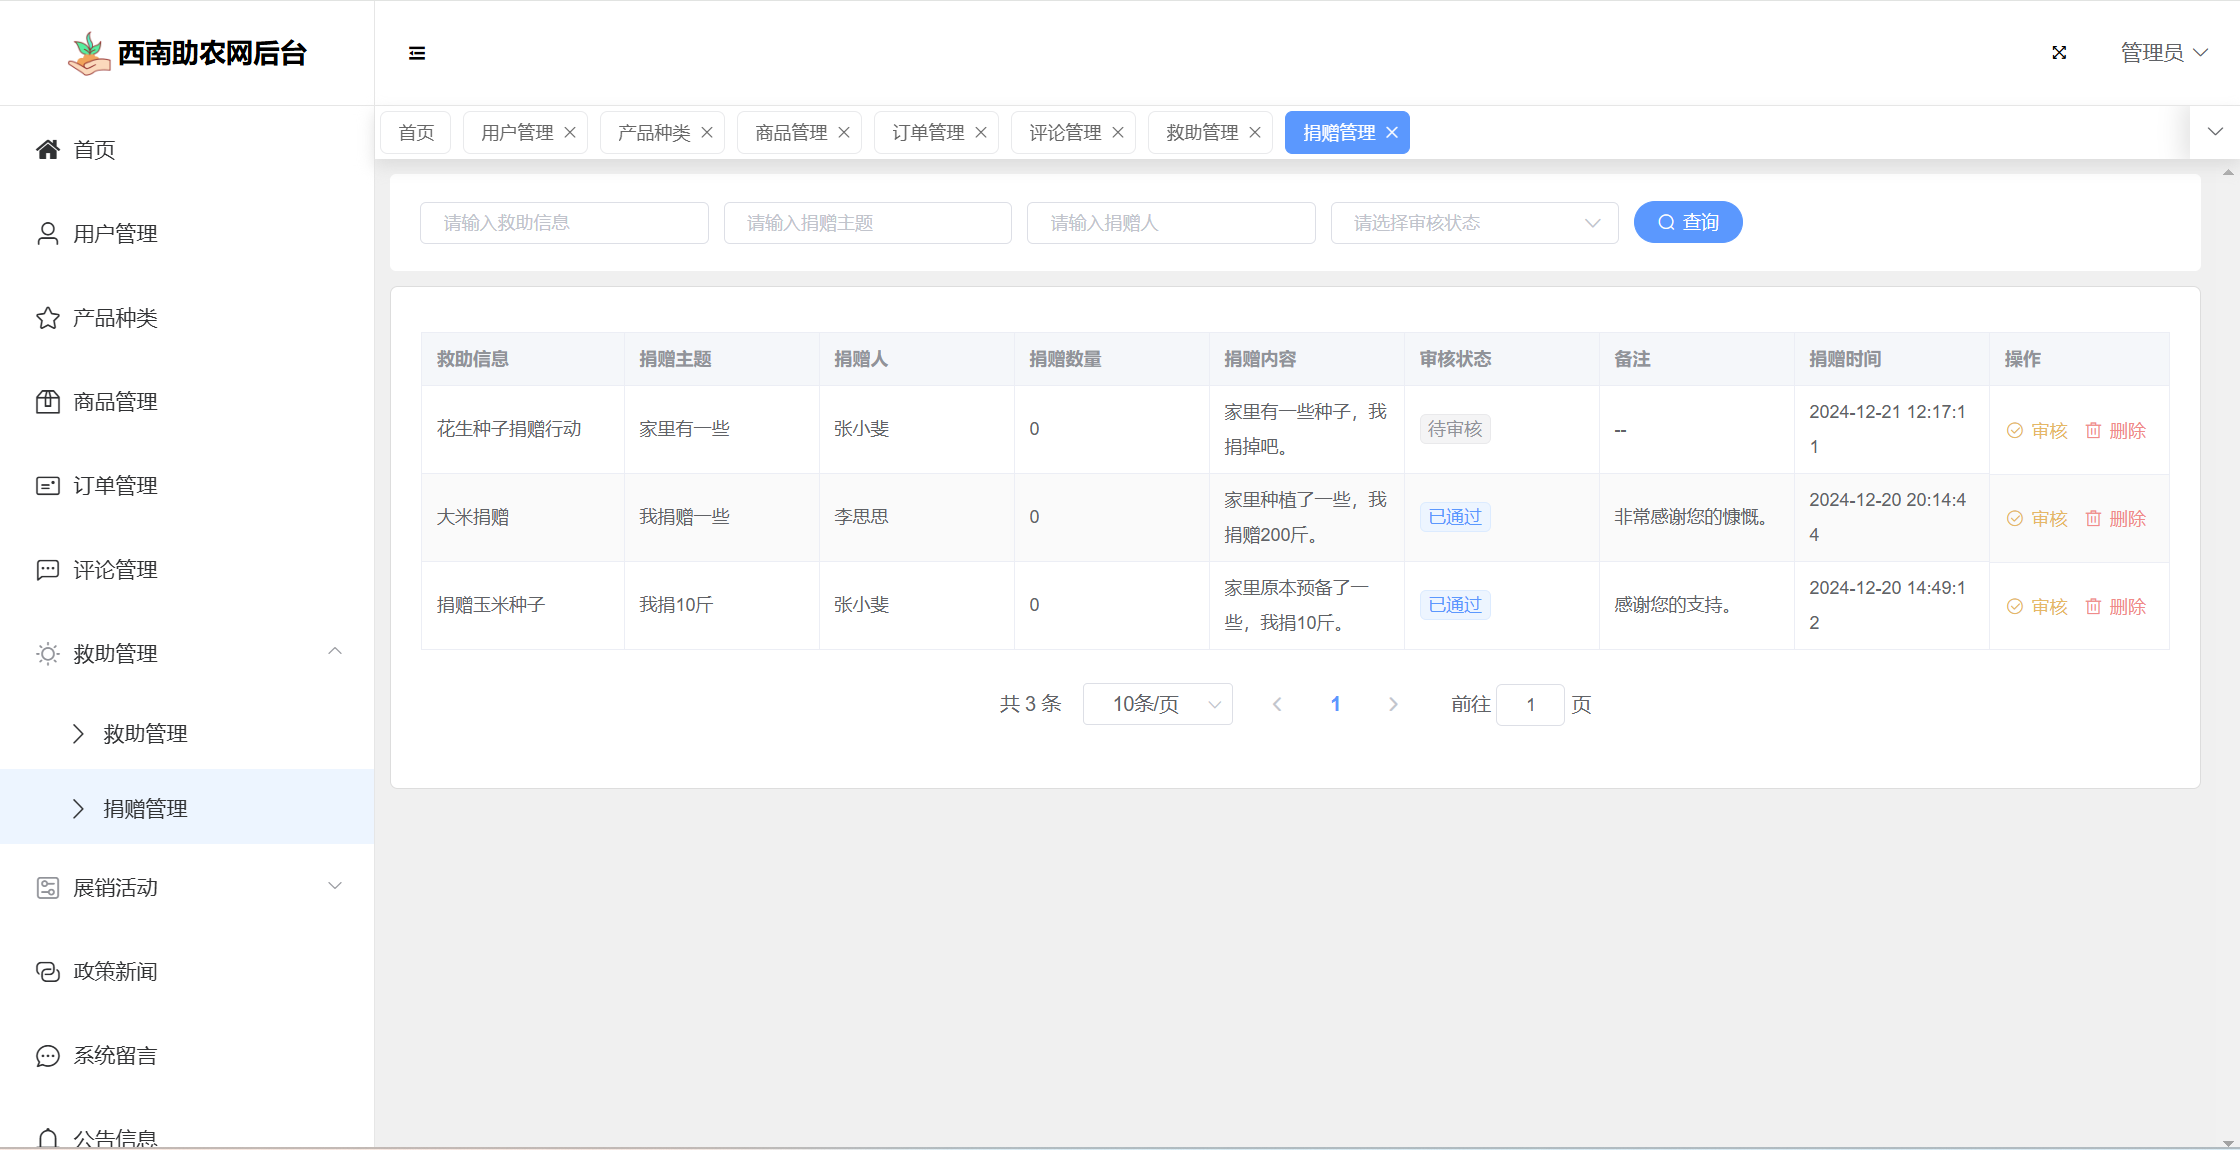 西南助农网后台
管理员
首页
用户管理
产品种类
商品管理
订单管理
评论管理
救助管理
救助管理
捐赠管理
展销活动
政策新闻
系统留言
公告信息
首页 用户管理 产品种类 商品管理 订单管理 评论管理 救助管理 捐赠管理
请输入救助信息 请输入捐赠主题 请输入捐赠人 请选择审核状态 查询
救助信息 捐赠主题 捐赠人 捐赠数量 捐赠内容 审核状态 备注 捐赠时间 操作
花生种子捐赠行动 家里有一些 张小斐 0 家里有一些种子，我捐掉吧。 待审核 -- 2024-12-21 12:17:11 审核 删除
大米捐赠 我捐赠一些 李思思 0 家里种植了一些，我捐赠200斤。 已通过 非常感谢您的慷慨。 2024-12-20 20:14:44 审核 删除
捐赠玉米种子 我捐10斤 张小斐 0 家里原本预备了一些，我捐10斤。 已通过 感谢您的支持。 2024-12-20 14:49:12 审核 删除
共 3 条 10条/页 1 前往 1 页